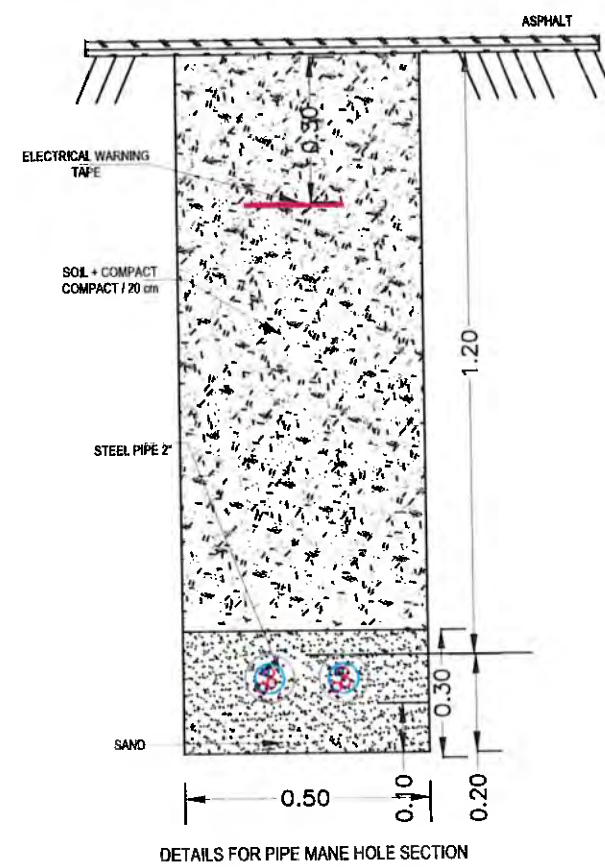 ASPHALT
0.30
ELECTRICAL WARNING
TAPE
SOIL + COMPACT
COMPACT / 20 cm
1.20
STEEL PIPE 2"
0.30
0.20
0.10
SAND
0.50
DETAILS FOR PIPE MANE HOLE SECTION